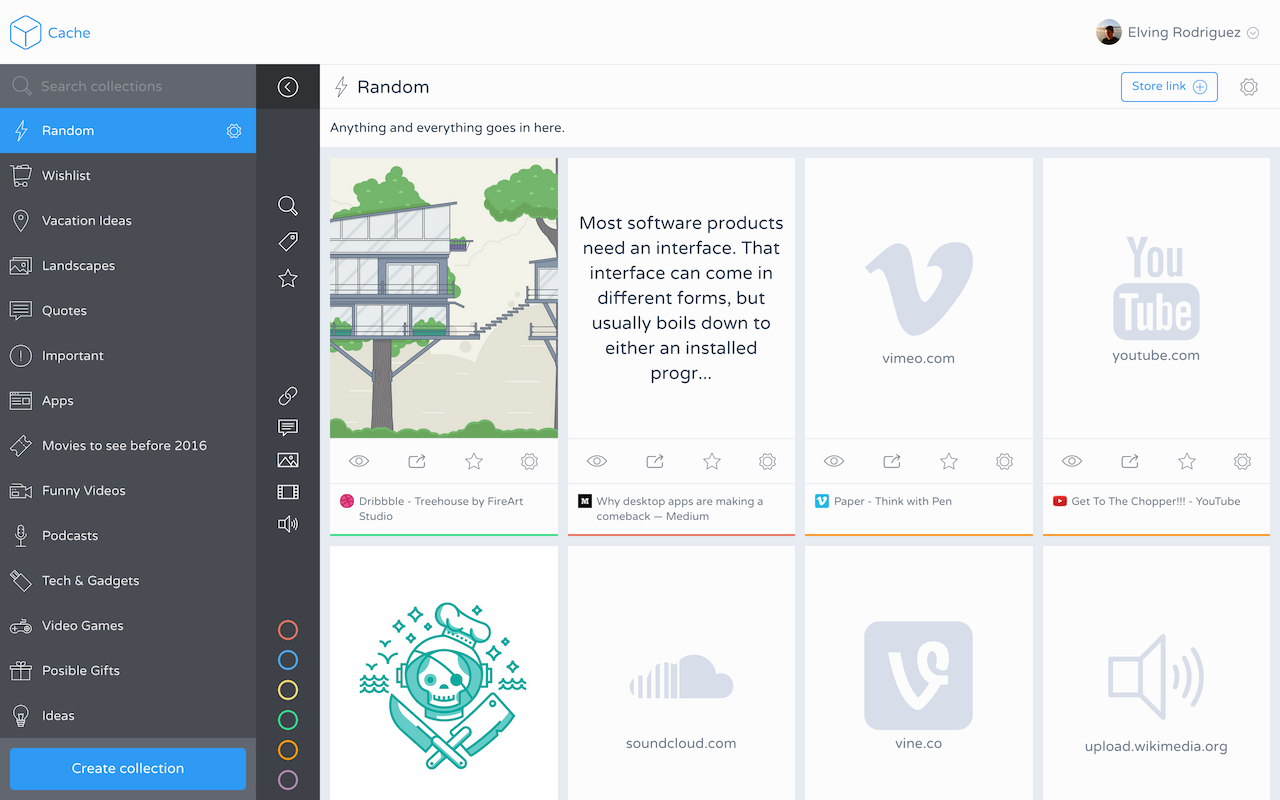 Cache
Elving Rodriguez
Search collections
Random
Wishlist
Vacation Ideas
Landscapes
Quotes
Important
Apps
Movies to see before 2016
Funny Videos
Podcasts
Tech & Gadgets
Video Games
Posible Gifts
Ideas
Create collection
Random
Store link
Anything and everything goes in here.
Most software products
need an interface. That
interface can come in
different forms, but
usually boils down to
either an installed
progr...
vimeo.com
You
Tube
youtube.com
Dribbble - Treehouse by FireArt
Studio
M
Why desktop apps are making a
comeback — Medium
Paper - Think with Pen
Get To The Chopper!!! - YouTube
soundcloud.com
vine.co
upload.wikimedia.org